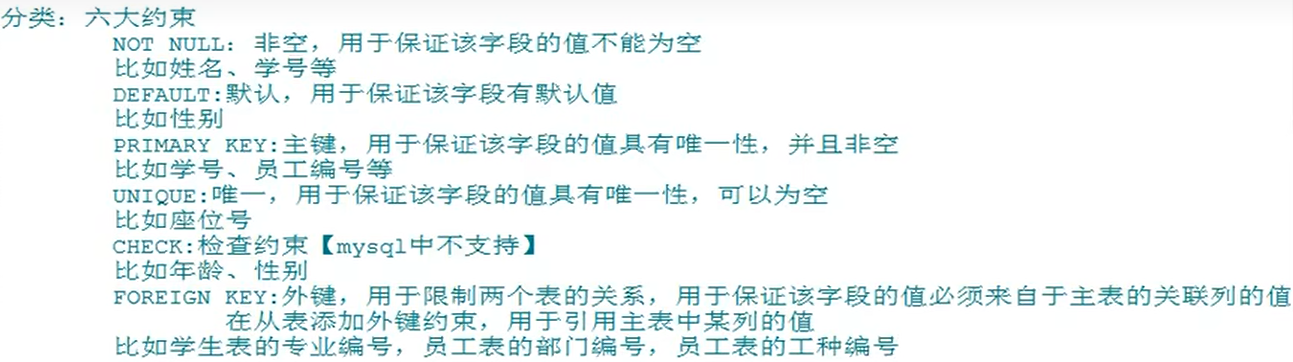 分类：六大约束
NOT NULL：非空，用于保证该字段的值不能为空
比如姓名、学号等
DEFAULT:默认，用于保证该字段有默认值
比如性别
PRIMARY KEY:主键，用于保证该字段的值具有唯一性，并且非空
比如学号、员工编号等
UNIQUE:唯一，用于保证该字段的值具有唯一性，可以为空
比如座位号
CHECK:检查约束【mysql中不支持】
比如年龄、性别
FOREIGN KEY:外键，用于限制两个表的关系，用于保证该字段的值必须来自于主表的关联列的值
在从表添加外键约束，用于引用主表中某列的值
比如学生表的专业编号，员工表的部门编号，员工表的工种编号